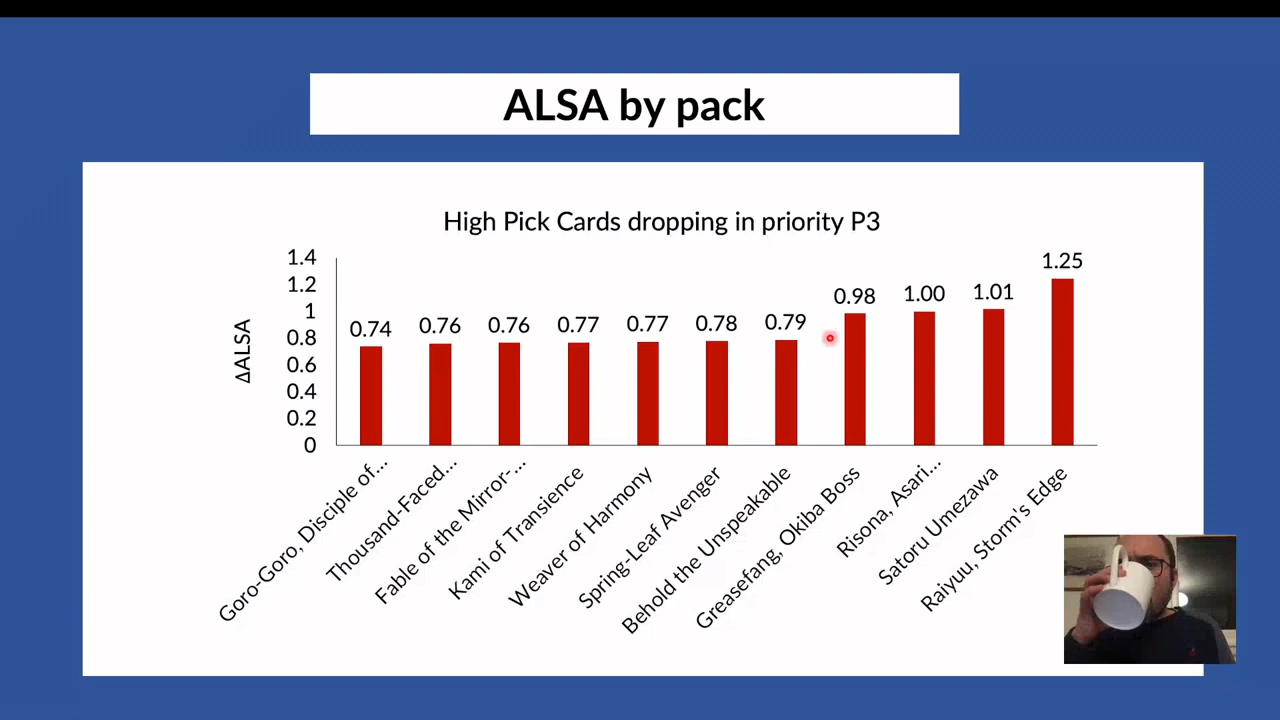 ALSA by pack
High Pick Cards dropping in priority P3
ΔALSA
1.4
1.2
1
0.8
0.6
0.4
0.2
0
0.74
0.76
0.76
0.77
0.77
0.78
0.79
0.98
1.00
1.01
1.25
Goro-Goro, Disciple of...
Thousand-Faced...
Fable of the Mirror-...
Kami of Transience
Weaver of Harmony
Spring-Leaf Avenger
Behold the Unspeakable
Greasefang, Okiba Boss
Risona, Asari...
Satoru Umezawa
Raiyuu, Storm's Edge